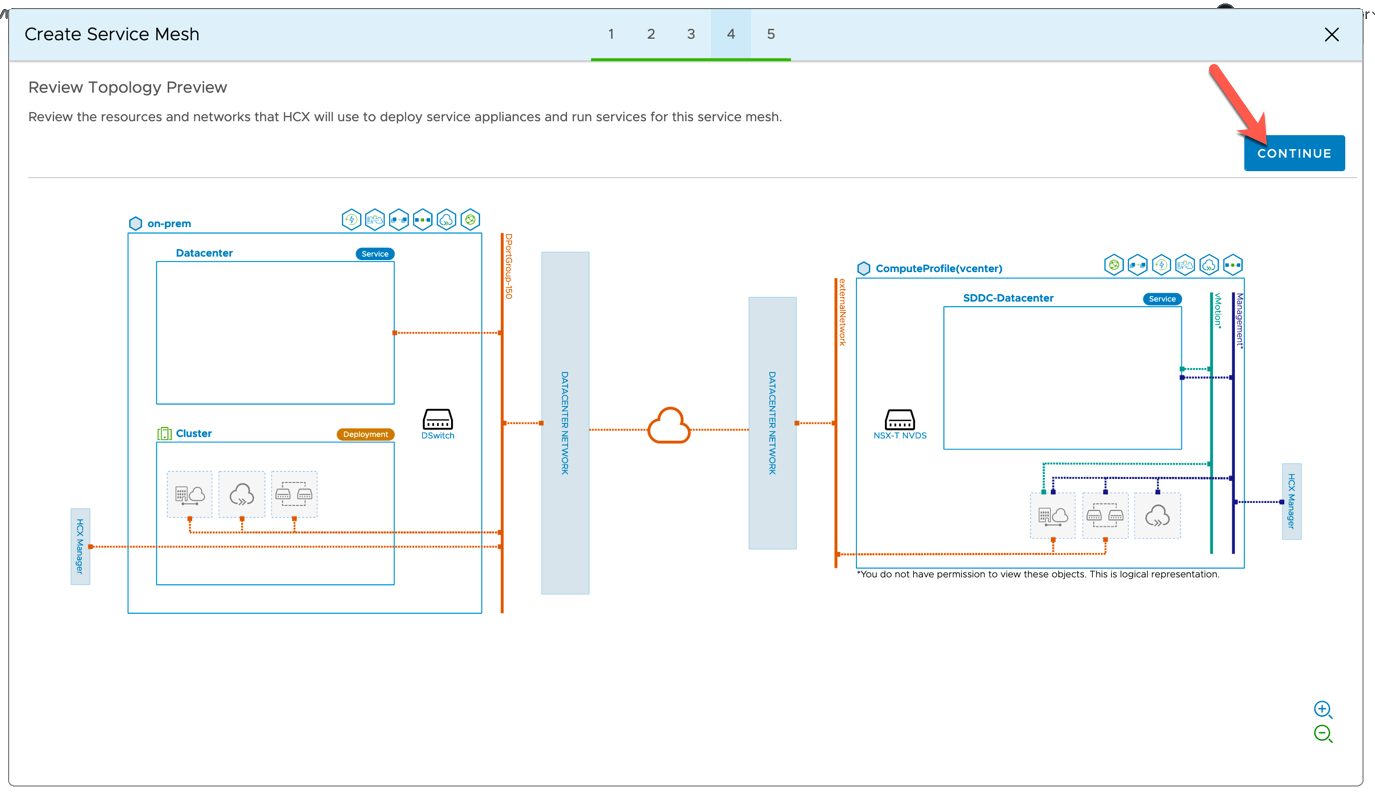 Create Service Mesh
1 2 3 4 5
Review Topology Preview
Review the resources and networks that HCX will use to deploy service appliances and run services for this service mesh.
CONTINUE
on-prem
Datacenter
Service
Cluster
Deployment
DSwitch
HCX Manager
DPortGroup-150
DATACENTER NETWORK
DATACENTER NETWORK
externalNetwork
ComputeProfile(vcenter)
SDDC-Datacenter
Service
vMotion*
Management*
NSX-T NVDS
HCX Manager
*You do not have permission to view these objects. This is logical representation.